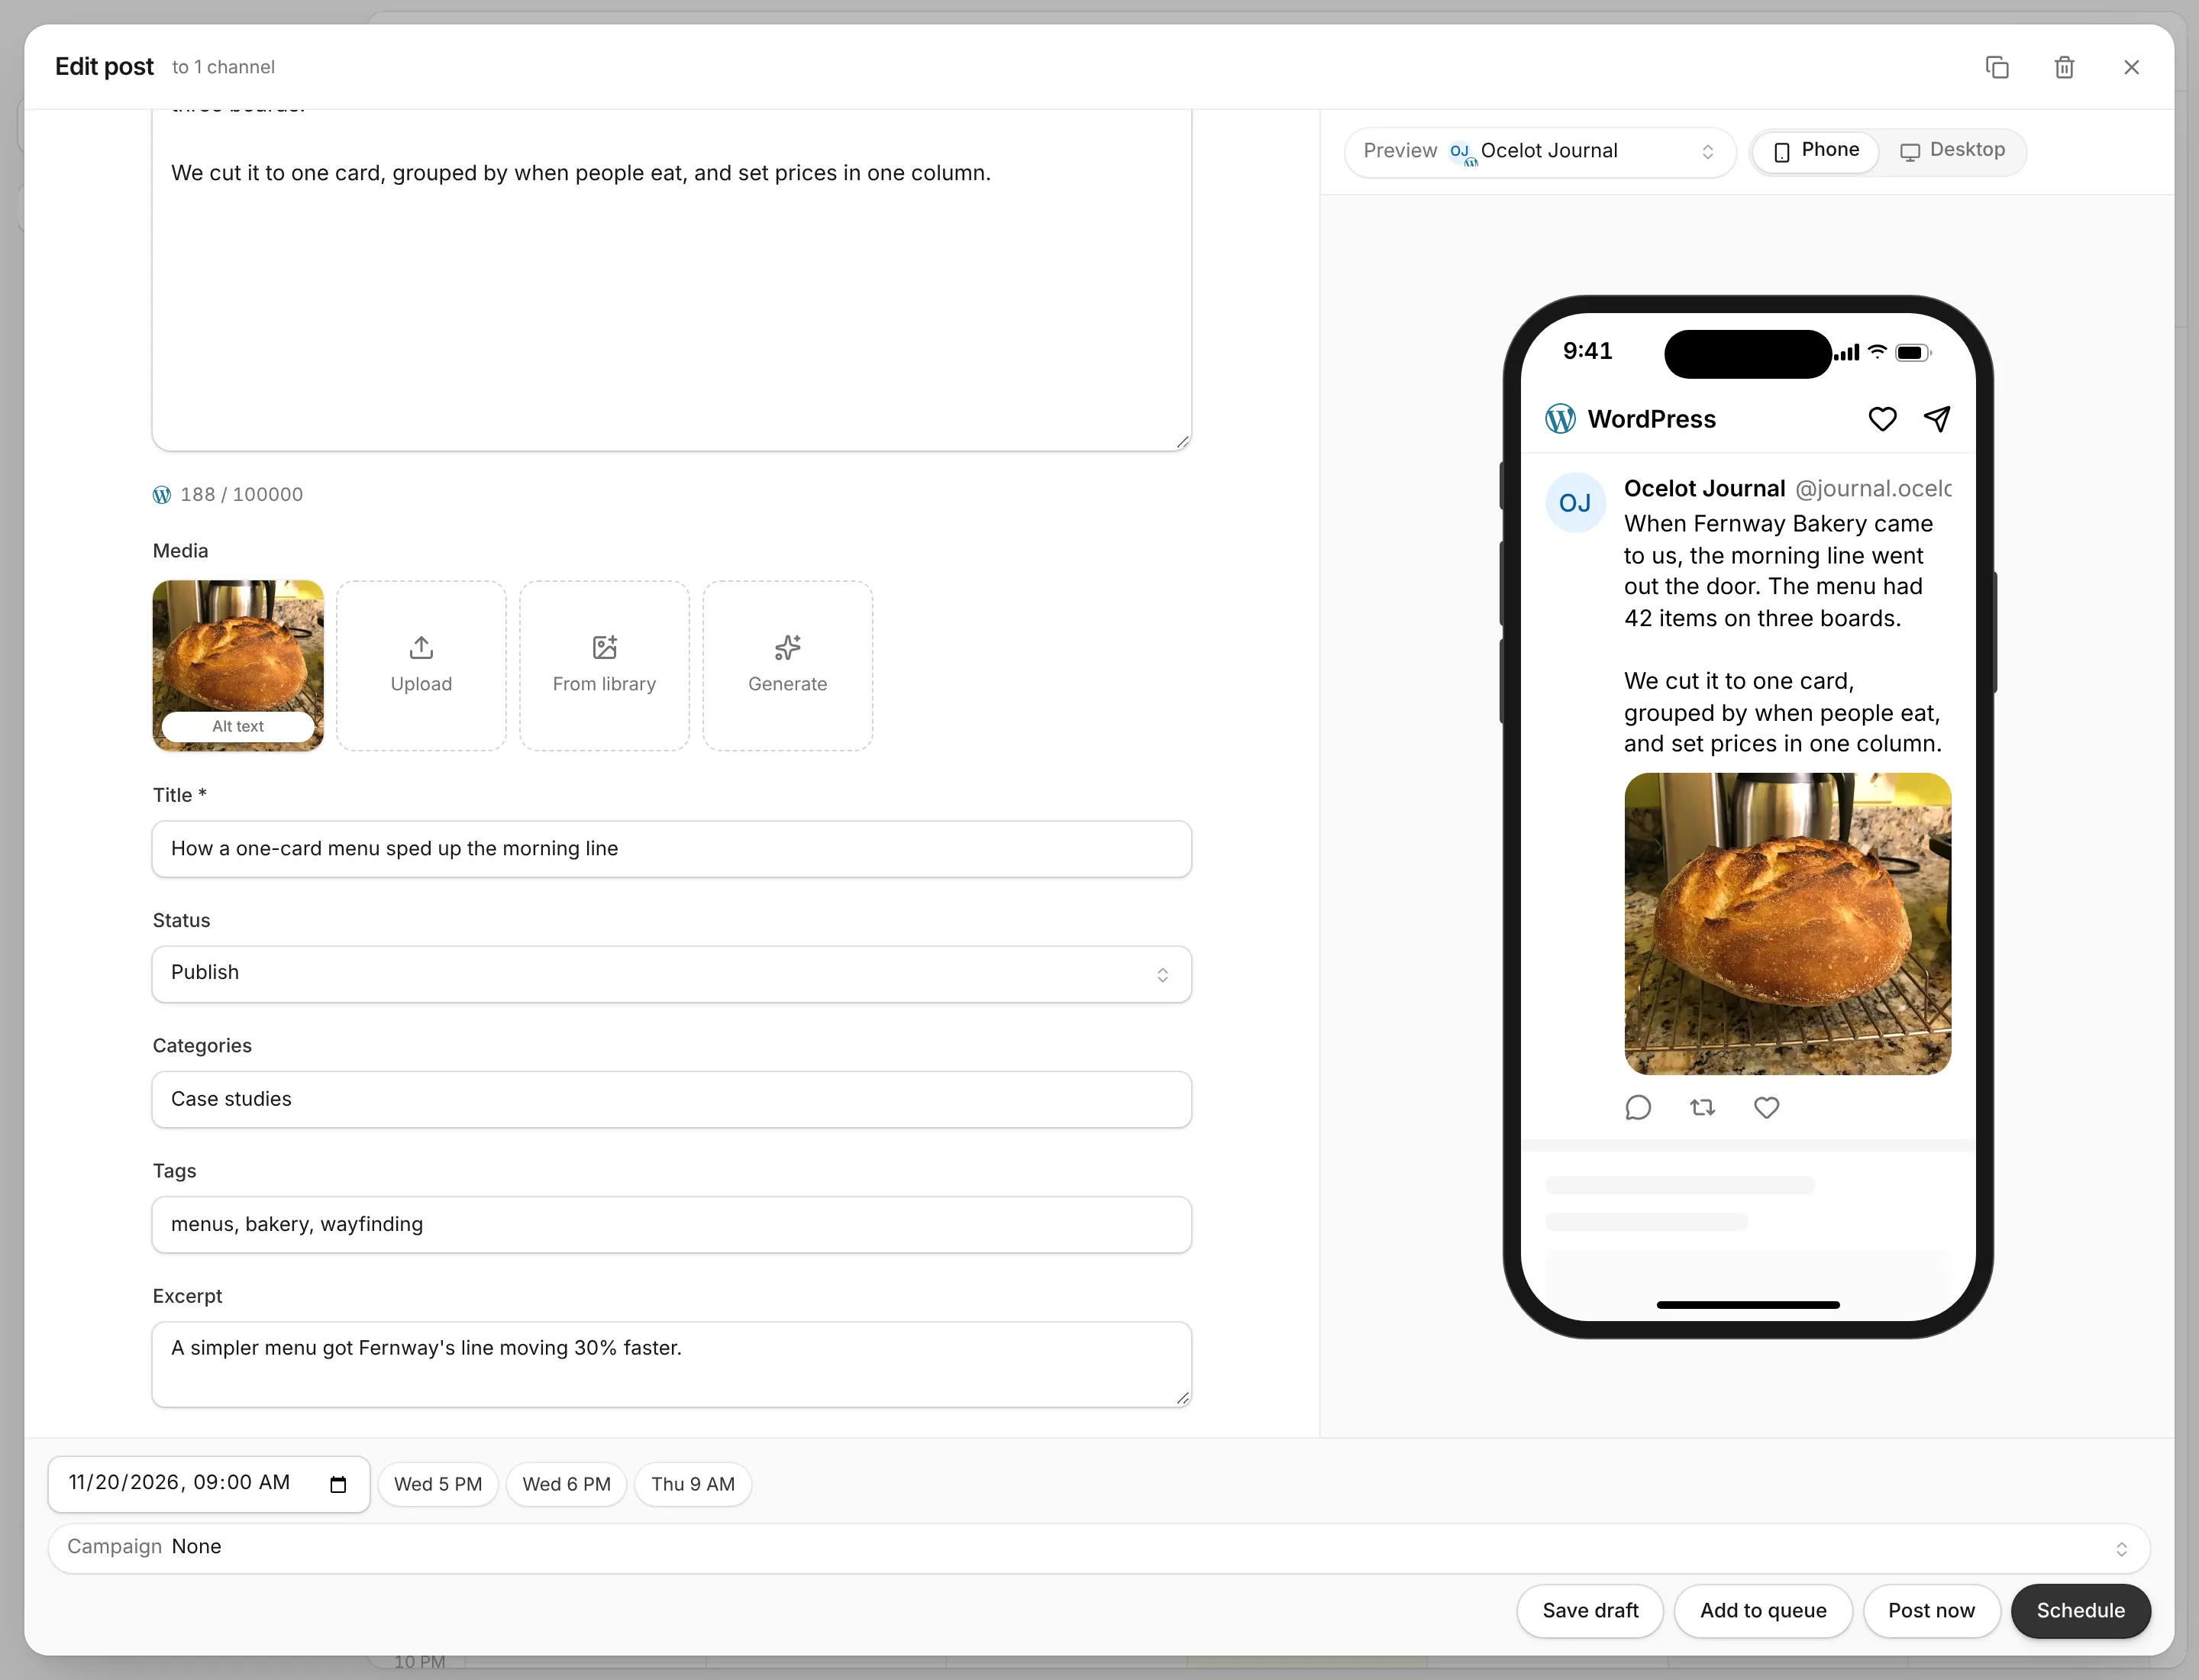 Edit post to 1 channel
three boards.
We cut it to one card, grouped by when people eat, and set prices in one column.
188 / 100000
Media
Alt text
Upload
From library
Generate
Title *
How a one-card menu sped up the morning line
Status
Publish
Categories
Case studies
Tags
menus, bakery, wayfinding
Excerpt
A simpler menu got Fernway's line moving 30% faster.
Preview OJ Ocelot Journal
Phone
Desktop
9:41
WordPress
OJ
Ocelot Journal @journal.oceloc
When Fernway Bakery came
to us, the morning line went
out the door. The menu had
42 items on three boards.
We cut it to one card,
grouped by when people eat,
and set prices in one column.
11/20/2026, 09:00 AM
Wed 5 PM
Wed 6 PM
Thu 9 AM
Campaign None
Save draft
Add to queue
Post now
Schedule
10 PM